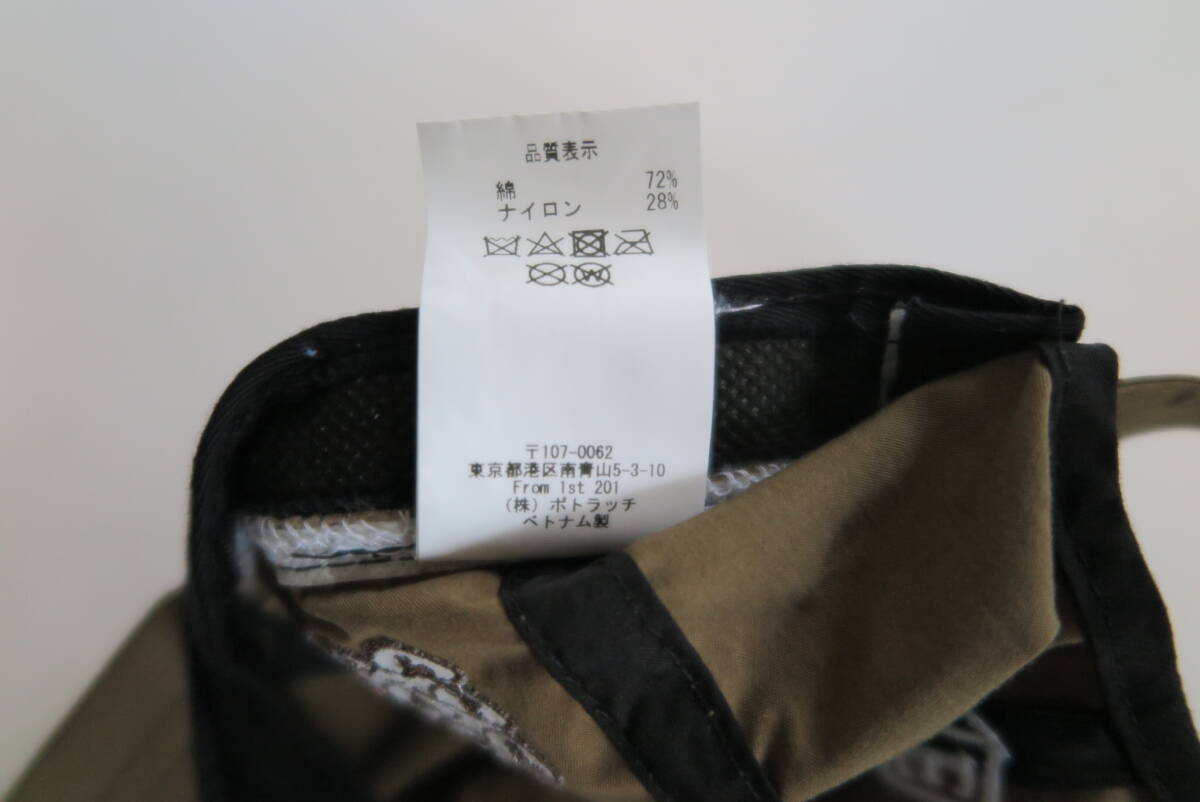 品質表示
綿 72%
ナイロン 28%
〒107-0062
東京都港区南青山5-3-10
From 1st 201
(株) ポトラッチ
ベトナム製